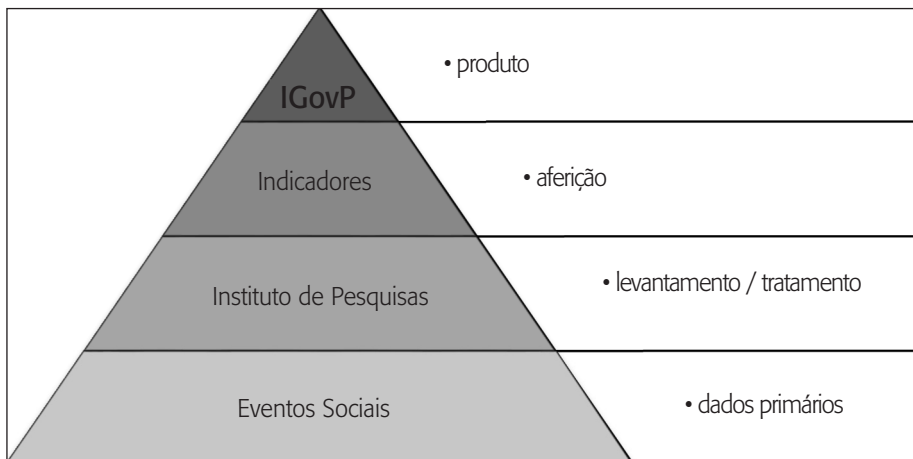 IGovP
• produto
Indicadores
• aferição
Instituto de Pesquisas
• levantamento / tratamento
Eventos Sociais
• dados primários